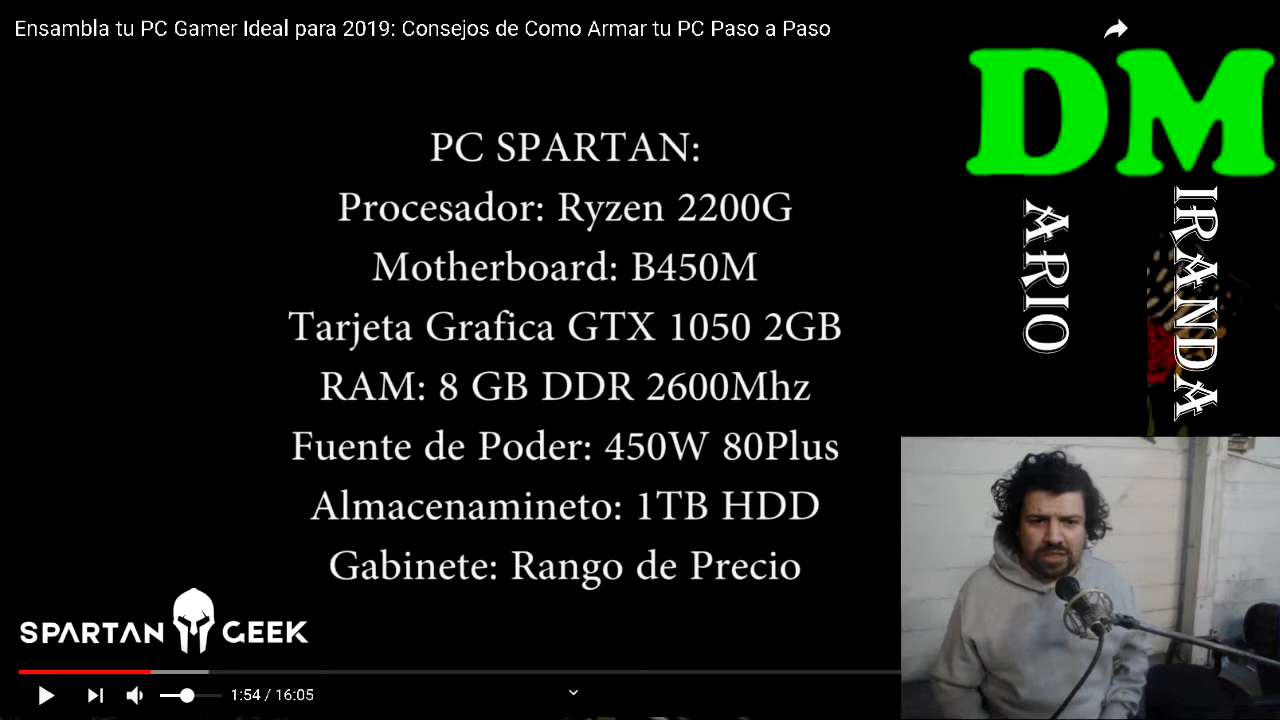 Ensambla tu PC Gamer Ideal para 2019: Consejos de Como Armar tu PC Paso a Paso
DM
ARIO
IRANDA
PC SPARTAN:
Procesador: Ryzen 2200G
Motherboard: B450M
Tarjeta Grafica GTX 1050 2GB
RAM: 8 GB DDR 2600Mhz
Fuente de Poder: 450W 80Plus
Almacenamineto: 1TB HDD
Gabinete: Rango de Precio
SPARTAN GEEK
1:54 / 16:05